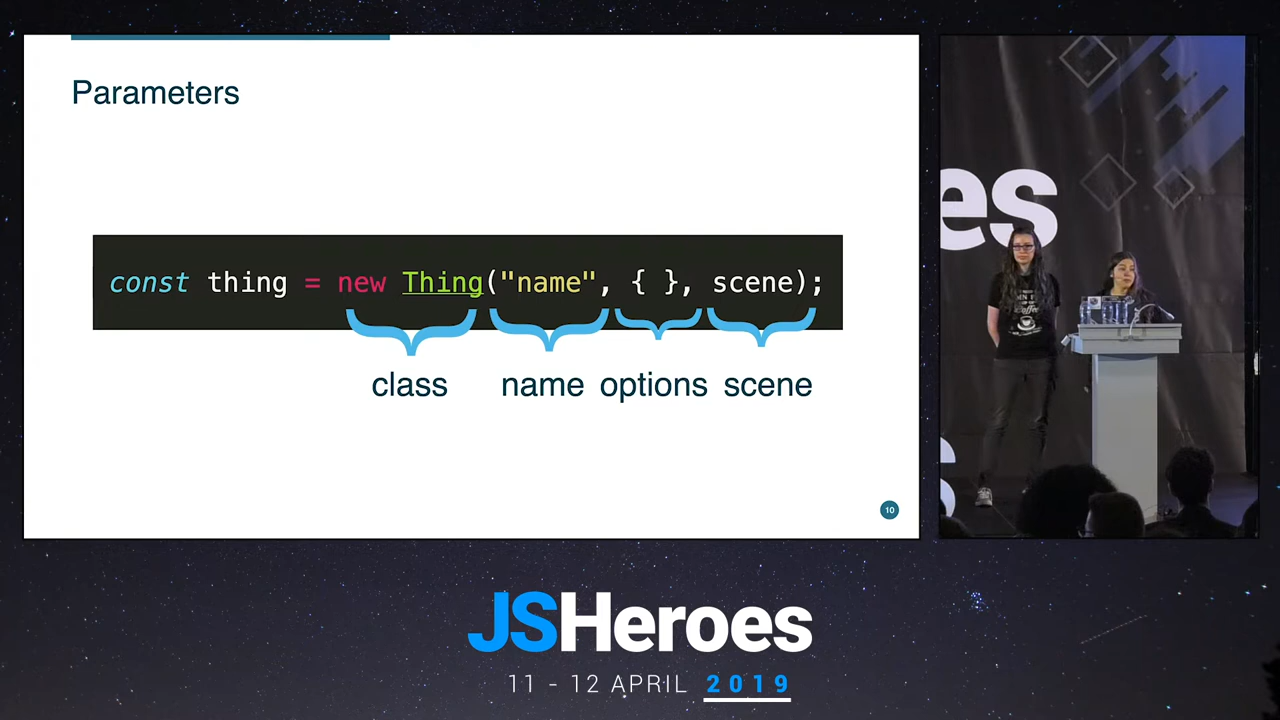 Parameters
const thing = new Thing("name", { }, scene);
class name options scene
10
es
s
JSHeroes
11 - 12 APRIL 2019